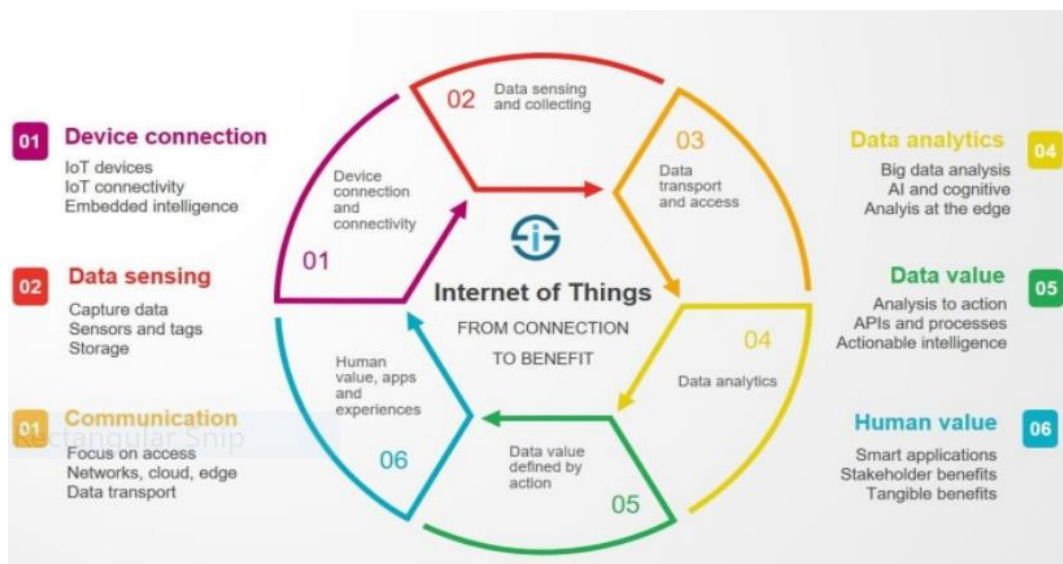 01 Device connection
IoT devices
IoT connectivity
Embedded intelligence
02 Data sensing
Capture data
Sensors and tags
Storage
01 Communication
Rectangular Snip
Focus on access
Networks, cloud, edge
Data transport
02 Data sensing
and collecting
03
Data
transport
and access
Device
connection
and
connectivity
01
Internet of Things
FROM CONNECTION
TO BENEFIT
04
Data analytics
Human
value, apps
and
experiences
06
Data value
defined by
action
05
Data analytics 04
Big data analysis
AI and cognitive
Analyis at the edge
Data value 05
Analysis to action
APIs and processes
Actionable intelligence
Human value 06
Smart applications
Stakeholder benefits
Tangible benefits